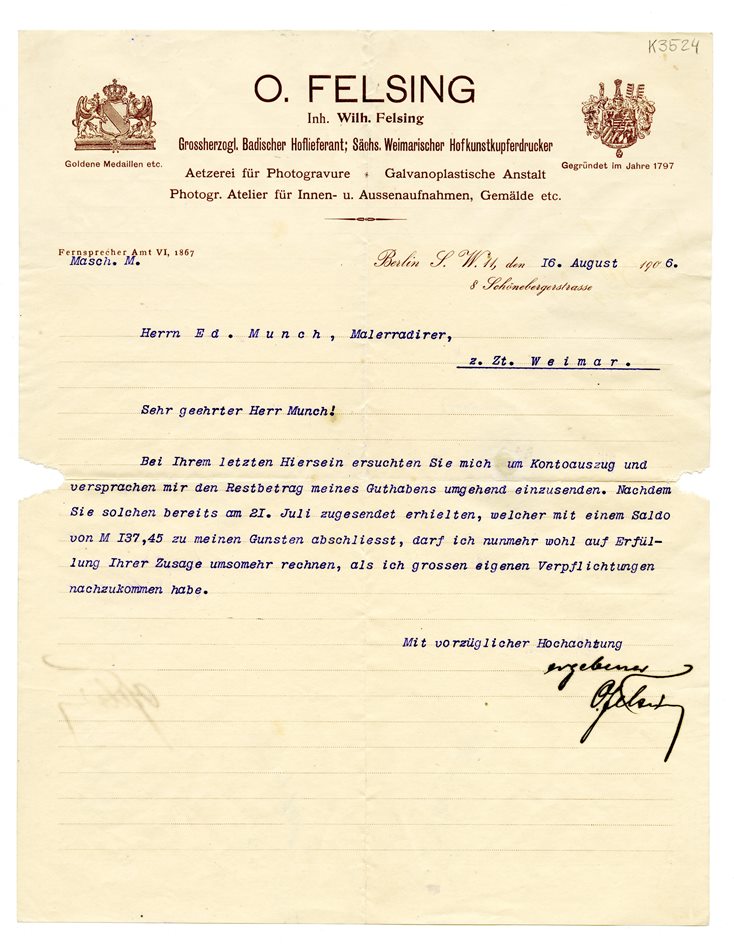 K3524
O. FELSING
Inh. Wilh. Felsing
Grossherzogl. Badischer Hoflieferant; Sächs. Weimarischer Hofkunstkupferdrucker
Goldene Medaillen etc.
Gegründet im Jahre 1797
Aetzerei für Photogravure * Galvanoplastische Anstalt
Photogr. Atelier für Innen- u. Aussenaufnahmen, Gemälde etc.
Fernsprecher Amt VI, 1867
Masch. M.
Berlin S. W. 11, den 16. August 1906.
8 Schönebergerstrasse
Herrn Ed. Munch, Malerradirer,
z. Zt. Weimar.
Sehr geehrter Herr Munch!
Bei Ihrem letzten Hiersein ersuchten Sie mich um Kontoauszug und
versprachen mir den Restbetrag meines Guthabens umgehend einzusenden. Nachdem
Sie solchen bereits am 2I. Juli zugesendet erhielten, welcher mit einem Saldo
von M I37,45 zu meinen Gunsten abschliesst, darf ich nunmehr wohl auf Erfül-
lung Ihrer Zusage umsomehr rechnen, als ich grossen eigenen Verpflichtungen
nachzukommen habe.
Mit vorzüglicher Hochachtung
ergebener
O. Felsing